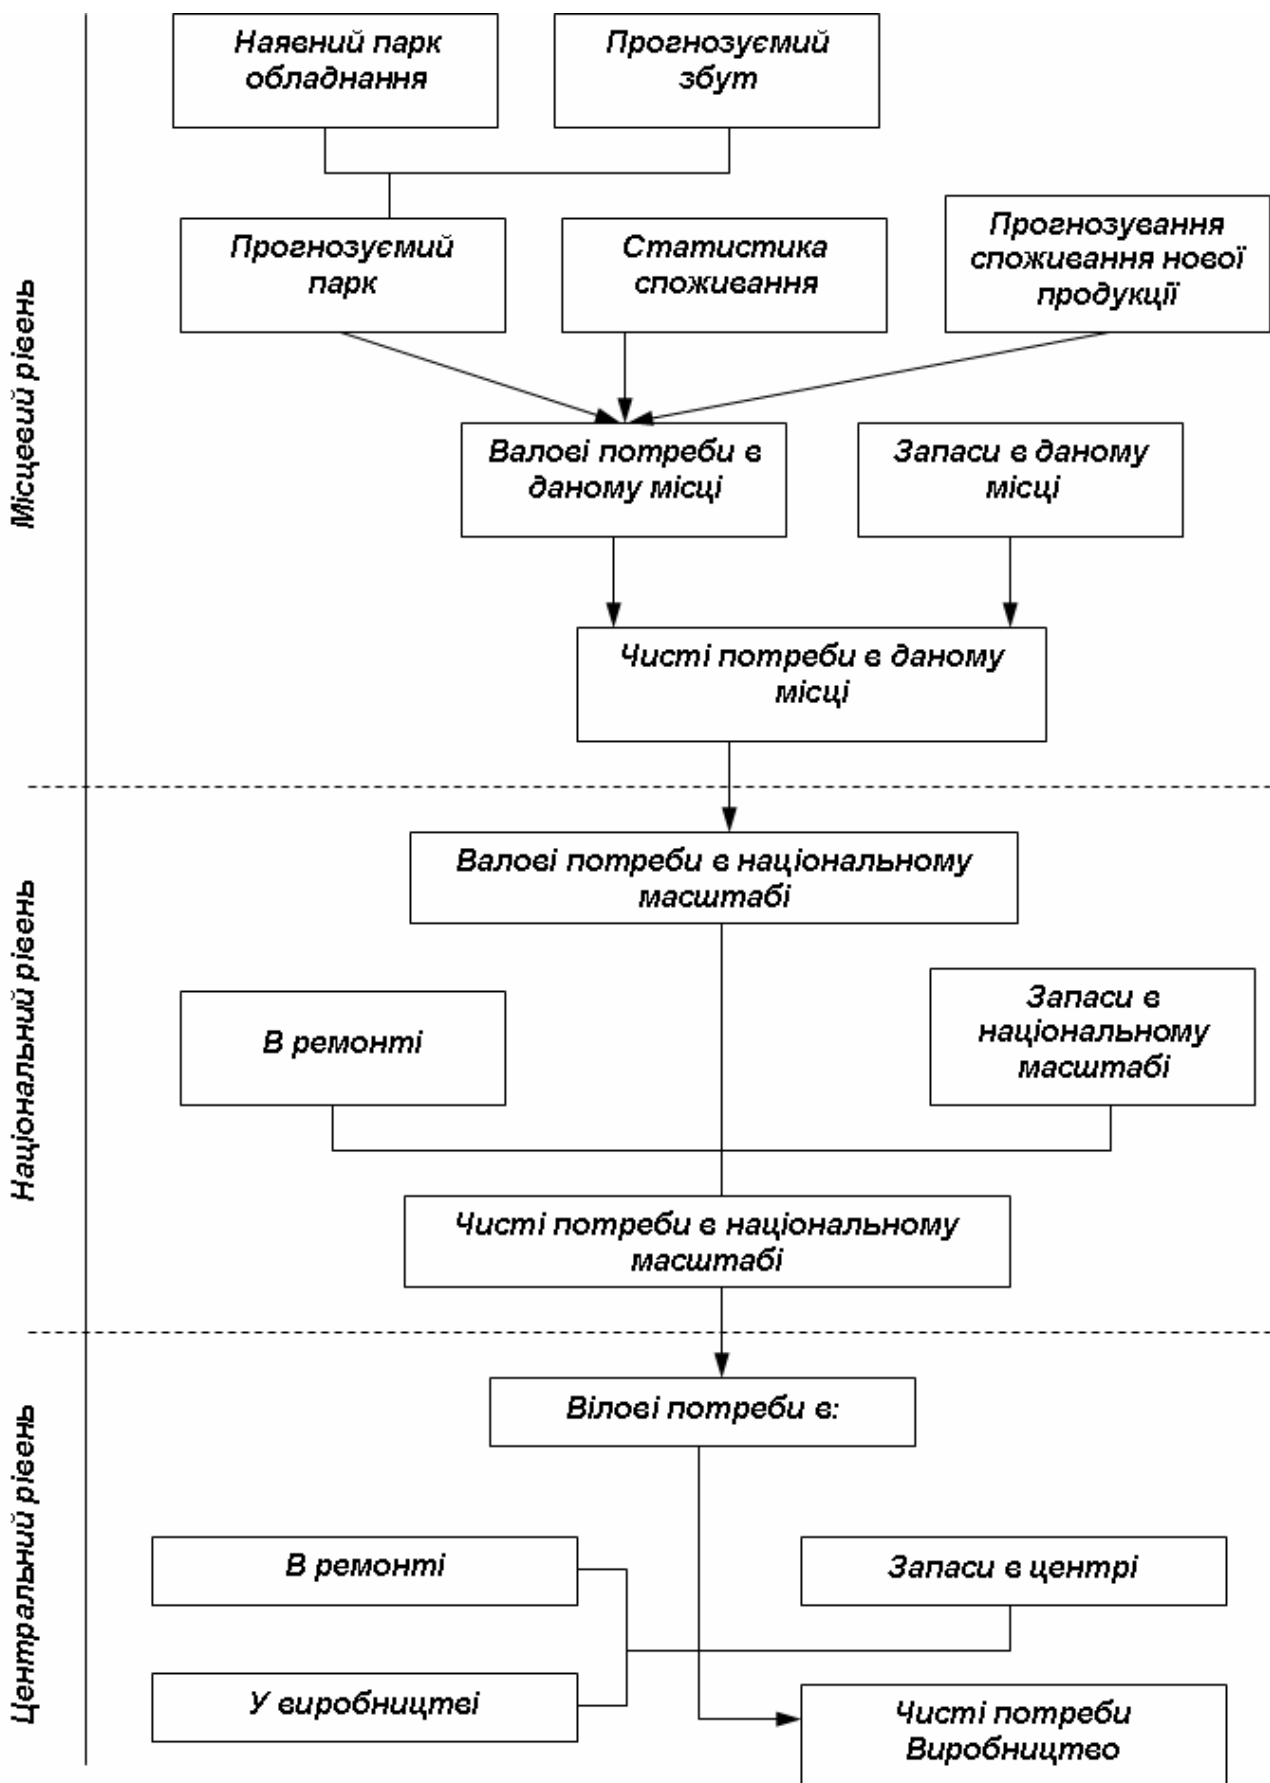 Наявний парк
обладнання
Прогнозуємий
збут
Прогнозуємий
парк
Статистика
споживання
Прогнозування
споживання нової
продукції
Місцевий рівень
Валові потреби в
даному місці
Запаси в даному
місці
Чисті потреби в даному
місці
Національний рівень
Валові потреби в національному
масштабі
В ремонті
Запаси в
національному
масштабі
Чисті потреби в національному
масштабі
Центральний рівень
Вілові потреби в:
В ремонті
Запаси в центрі
У виробництві
Чисті потреби
Виробництво